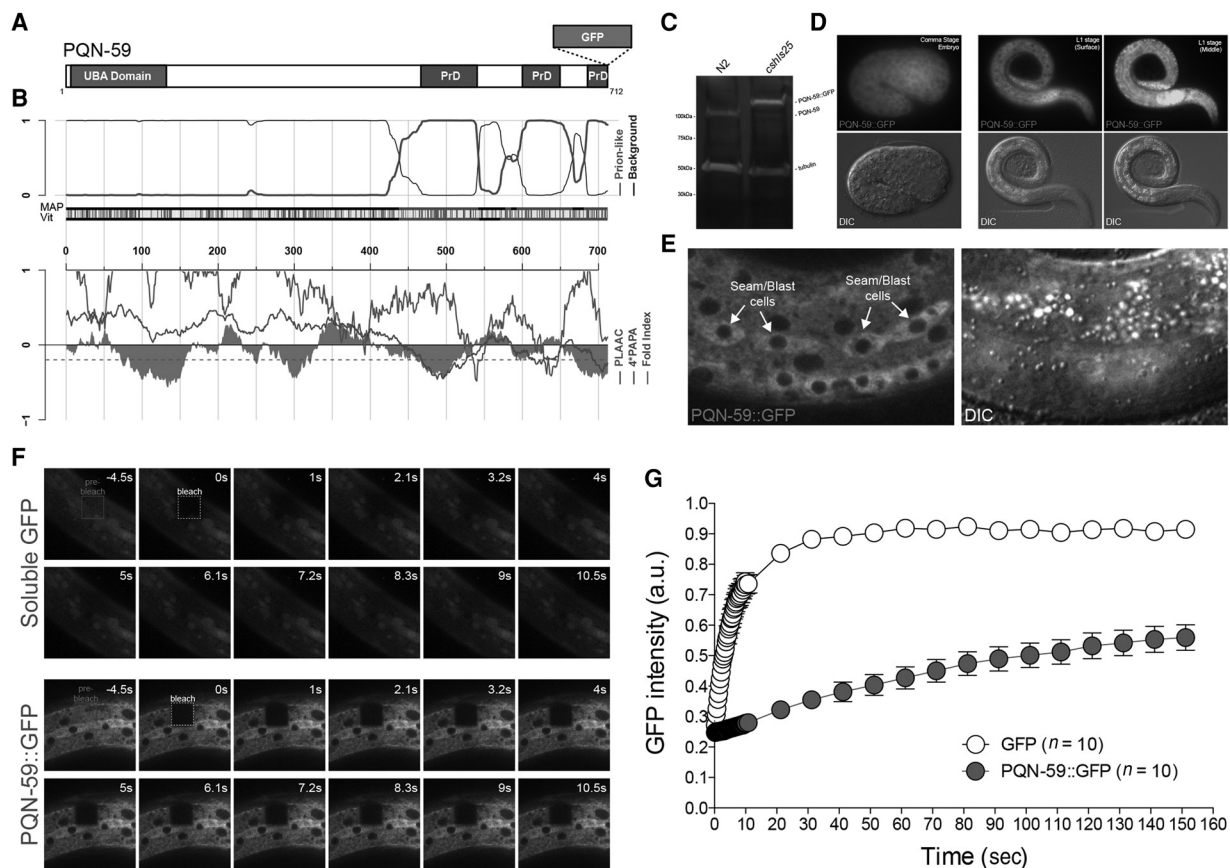 A
PQN-59
GFP
UBA Domain
PrD
PrD
PrD
1
712
B
1
0
Prion-like
Background
MAP
Vit
0
100
200
300
400
500
600
700
1
0
1
PLAAC
4*PAPA
Fold Index
C
N2
cshIs25
100kDa
75kDa
50kDa
30kDa
- PQN-59::GFP
- PQN-59
- tubulin
D
Comma Stage
Embryo
PQN-59::GFP
DIC
L1 stage
(Surface)
PQN-59::GFP
DIC
L1 stage
(Middle)
DIC
E
Seam/Blast
cells
Seam/Blast
cells
PQN-59::GFP
DIC
F
Soluble GFP
pre-
bleach
-4.5s
bleach
0s
1s
2.1s
3.2s
4s
5s
6.1s
7.2s
8.3s
9s
10.5s
PQN-59::GFP
pre-
bleach
-4.5s
bleach
0s
1s
2.1s
3.2s
4s
5s
6.1s
7.2s
8.3s
9s
10.5s
G
GFP intensity (a.u.)
1.0
0.9
0.8
0.7
0.6
0.5
0.4
0.3
0.2
0.1
0.0
GFP (n = 10)
PQN-59::GFP (n = 10)
0 10 20 30 40 50 60 70 80 90 100 110 120 130 140 150 160
Time (sec)